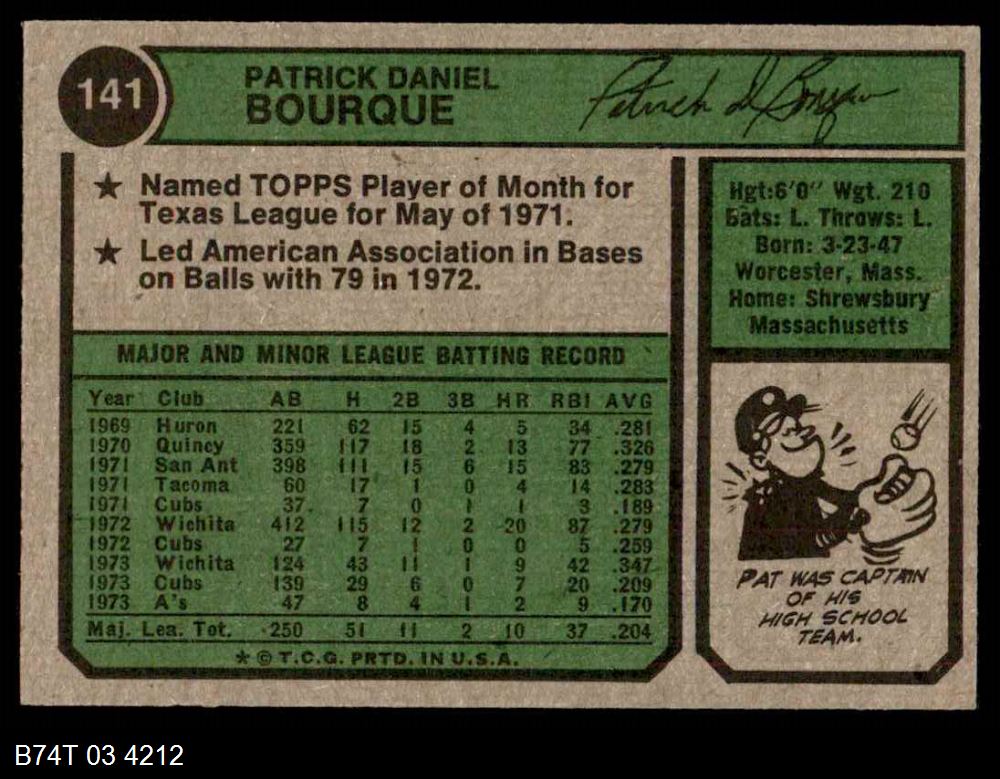 141
PATRICK DANIEL
BOURQUE
Patrick D Bourque
★ Named TOPPS Player of Month for
Texas League for May of 1971.
★ Led American Association in Bases
on Balls with 79 in 1972.
Hgt:6'0" Wgt. 210
Bats: L. Throws: L.
Born: 3-23-47
Worcester, Mass.
Home: Shrewsbury
Massachusetts
MAJOR AND MINOR LEAGUE BATTING RECORD
Year Club AB H 2B 3B HR RBI AVG
1969 Huron 221 62 15 4 5 34 .281
1970 Quincy 359 117 18 2 13 77 .326
1971 San Ant 398 111 15 6 15 83 .279
1971 Tacoma 60 17 1 0 4 14 .283
1971 Cubs 37 7 0 1 1 3 .189
1972 Wichita 412 115 12 2 20 87 .279
1972 Cubs 27 7 1 0 0 5 .259
1973 Wichita 124 43 11 1 9 42 .347
1973 Cubs 139 29 6 0 7 20 .209
1973 A's 47 8 4 1 2 9 .170
Maj. Lea. Tot. 250 51 11 2 10 37 .204
★ © T.C.G. PRTD. IN U.S.A.
PAT WAS CAPTAIN
OF HIS
HIGH SCHOOL
TEAM.
B74T 03 4212